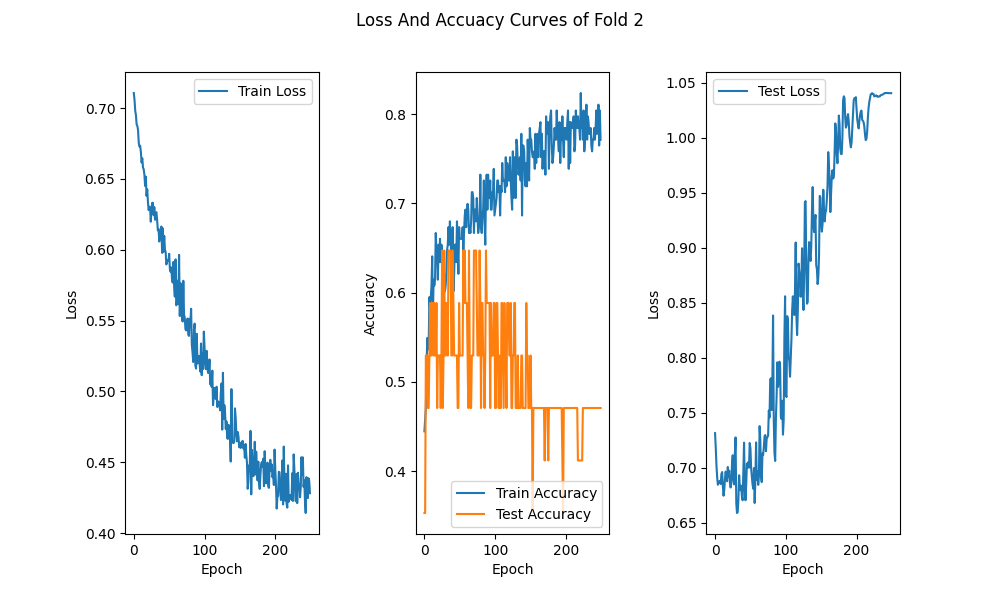 Loss And Accuacy Curves of Fold 2
Train Loss
0.70
0.65
0.60
0.55
0.50
0.45
0.40
Loss
0
100
200
Epoch
0.8
0.7
0.6
0.5
0.4
Accuracy
Train Accuracy
Test Accuracy
0
100
200
Epoch
Test Loss
1.05
1.00
0.95
0.90
0.85
0.80
0.75
0.70
0.65
Loss
0
100
200
Epoch